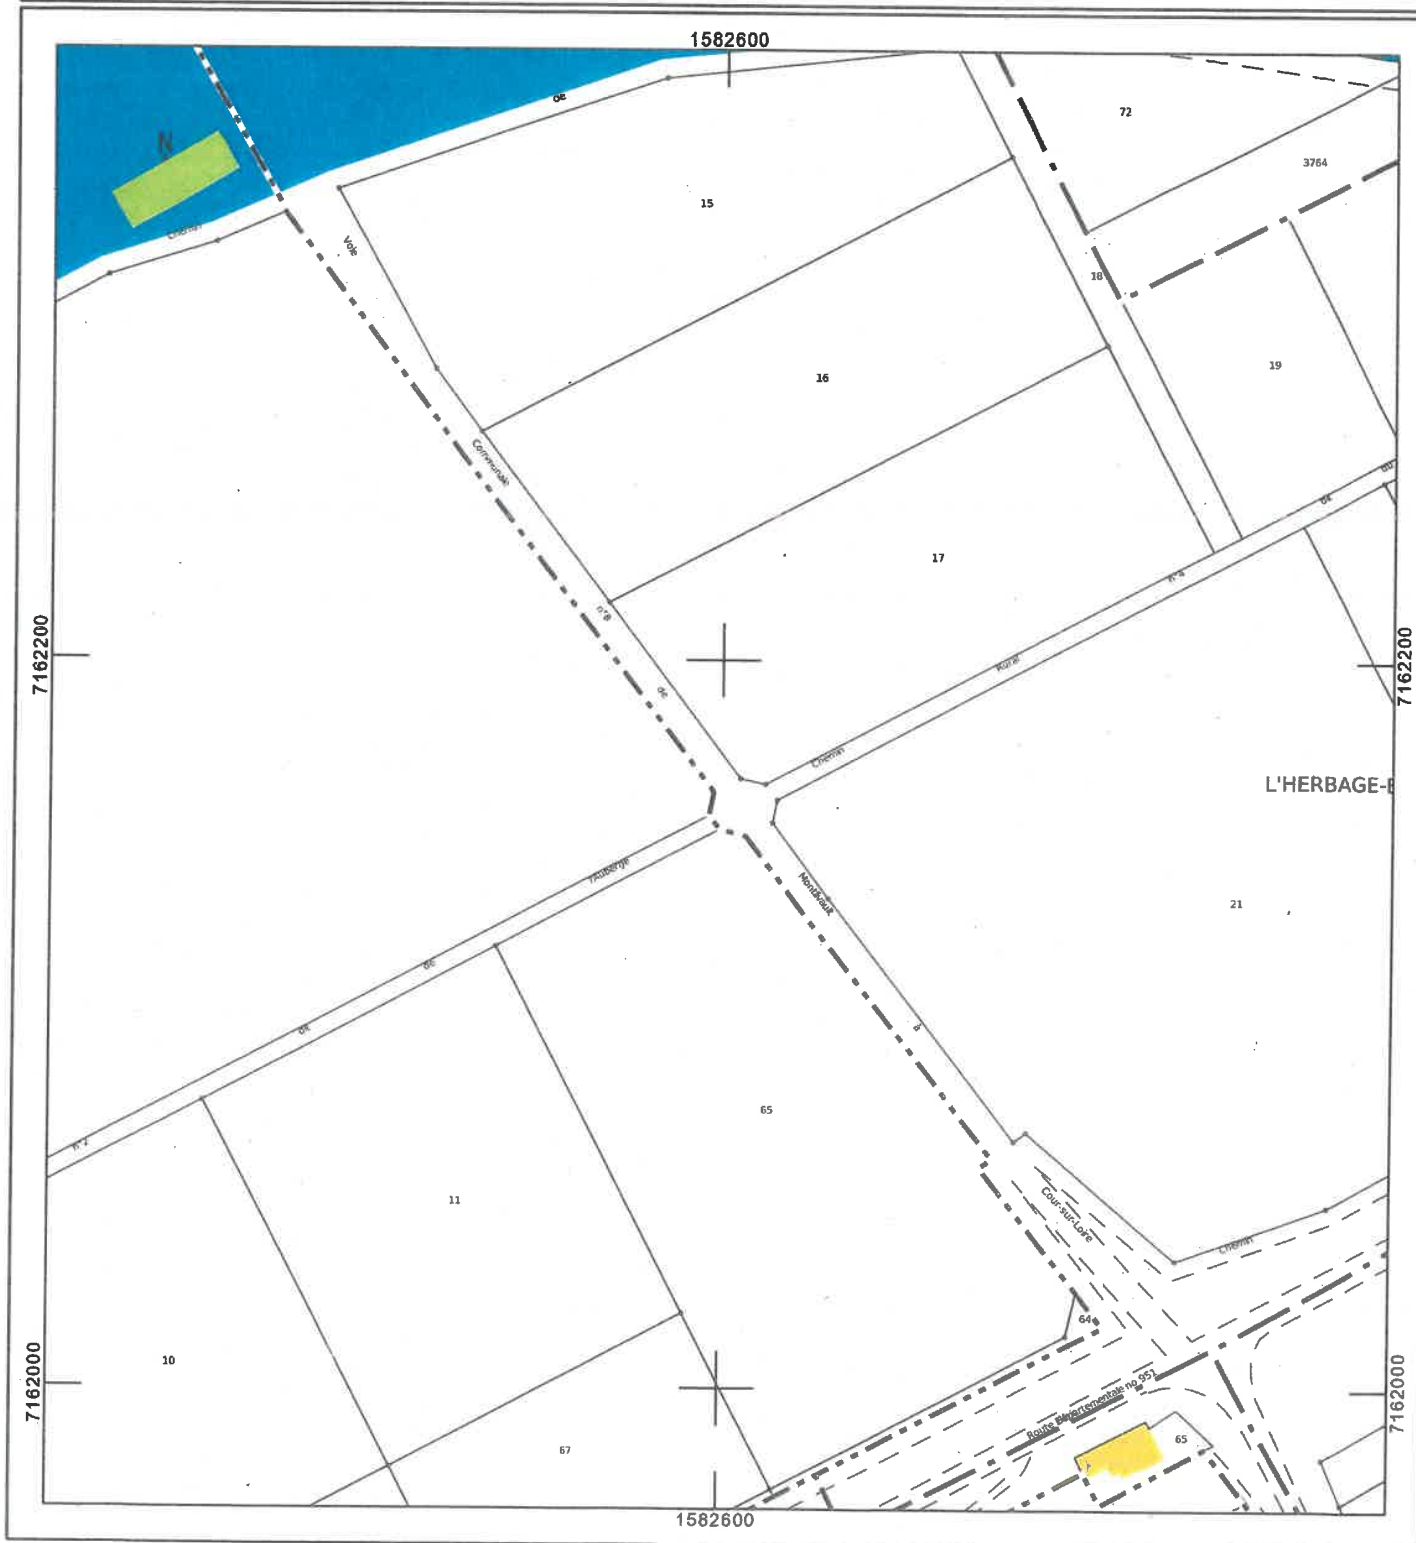 1582600
N
72
3764
de
Chemin
15
Voie
18
16
19
Communale
17
de
du
n°4
n°8
Rural
7162200
7162200
de
Chemin
L'HERBAGE-
l'Auberge
Montlivault
21
de
dit
à
65
n°2
11
Cour-sur-Loire
Chemin
64
10
7162000
7162000
Route Départementale no 951
67
65
1582600